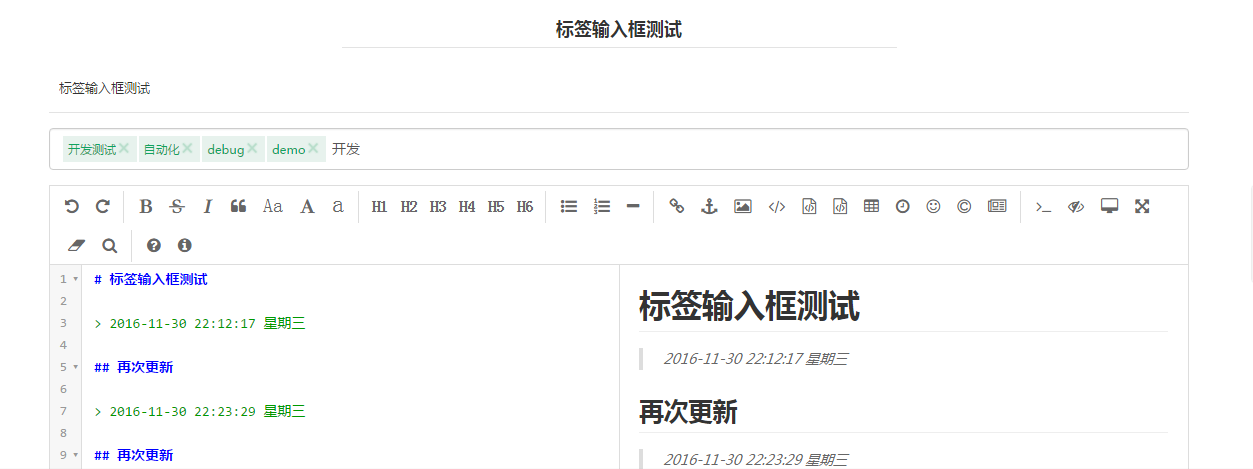 标签输入框测试
标签输入框测试
开发测试× 自动化× debug× demo× 开发
B S I Aa A a H1 H2 H3 H4 H5 H6
1 # 标签输入框测试
2
3 > 2016-11-30 22:12:17 星期三
4
5 ## 再次更新
6
7 > 2016-11-30 22:23:29 星期三
8
9 ## 再次更新
标签输入框测试
2016-11-30 22:12:17 星期三
再次更新
2016-11-30 22:23:29 星期三